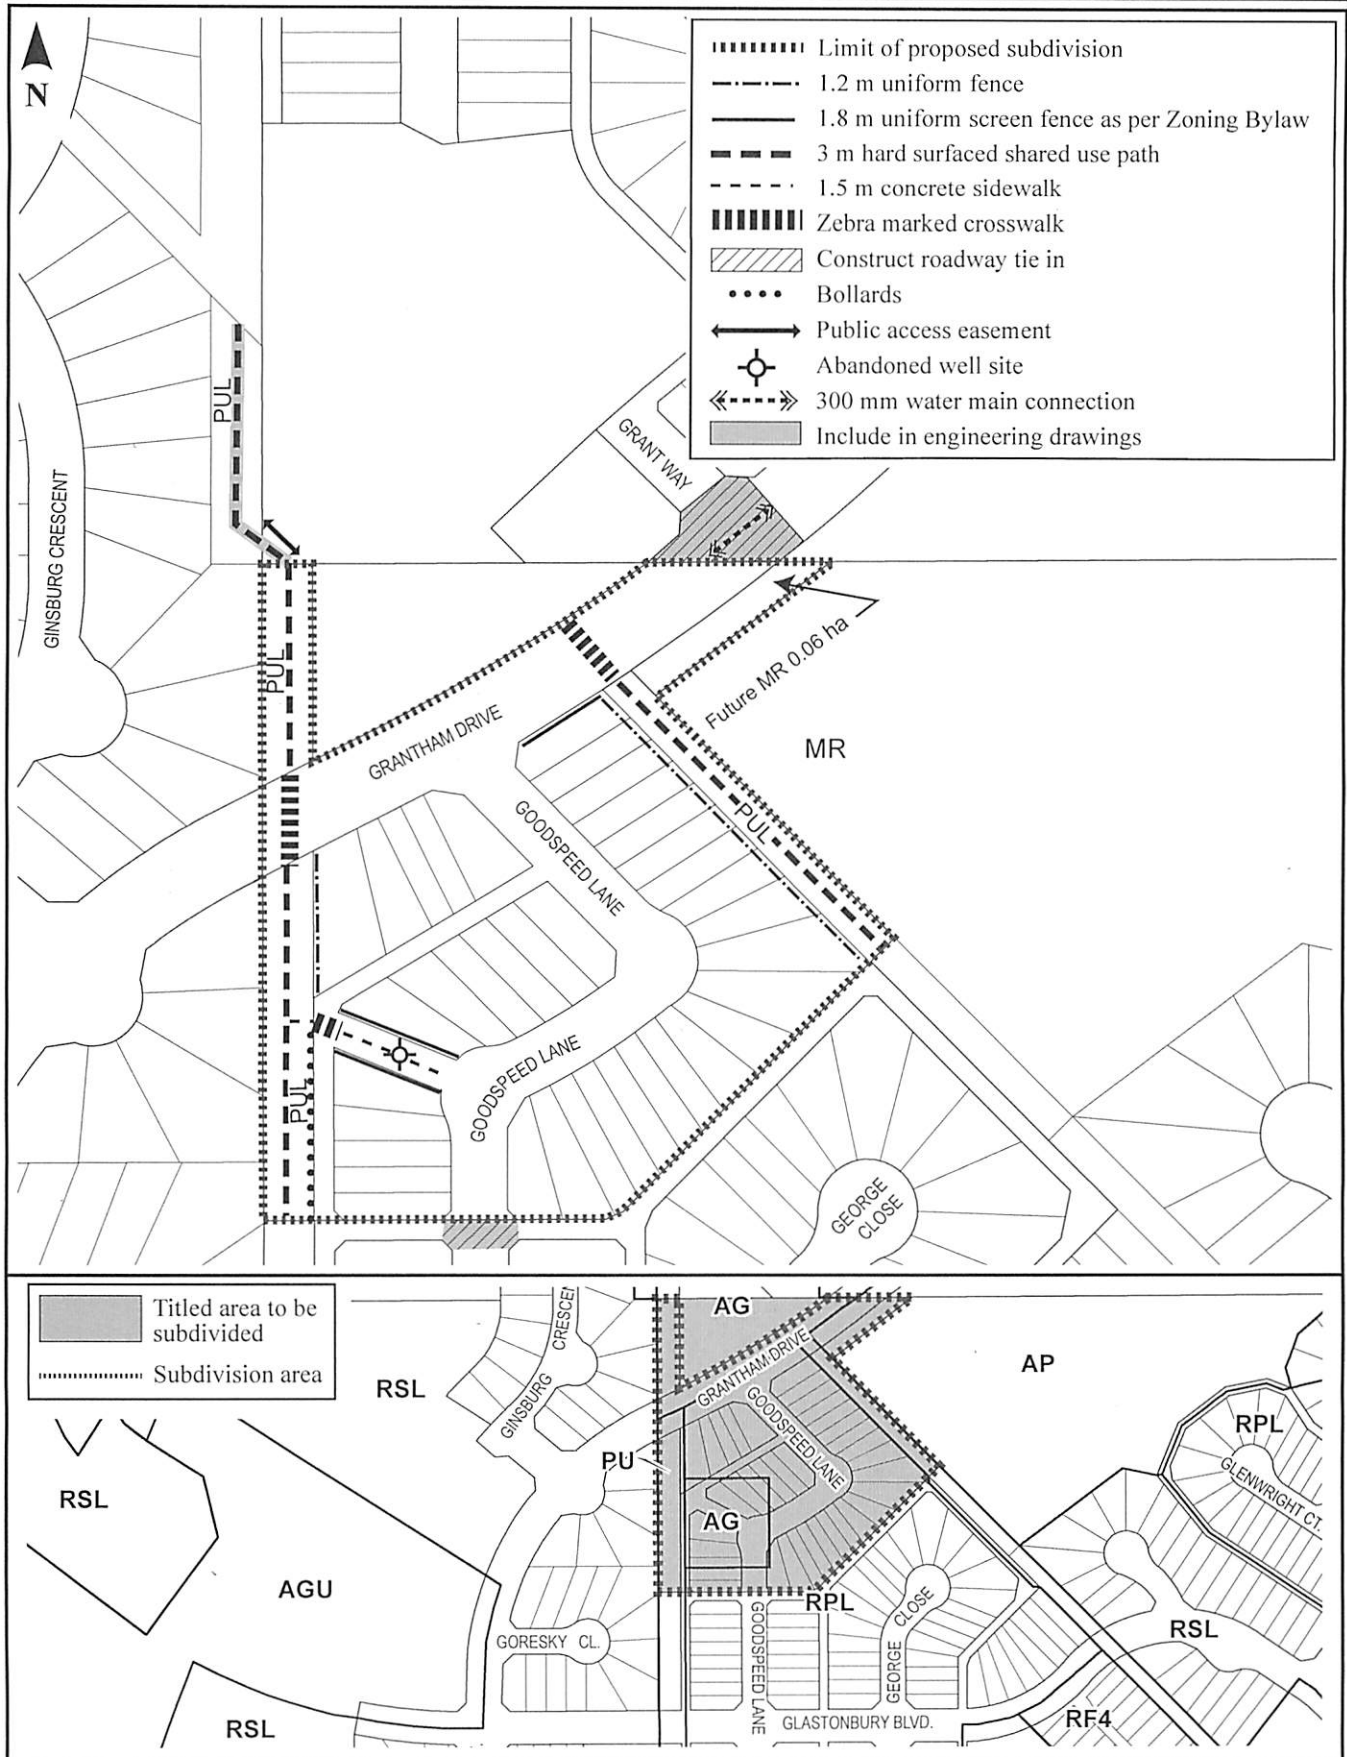 N
Limit of proposed subdivision
1.2 m uniform fence
1.8 m uniform screen fence as per Zoning Bylaw
3 m hard surfaced shared use path
1.5 m concrete sidewalk
Zebra marked crosswalk
Construct roadway tie in
Bollards
Public access easement
Abandoned well site
300 mm water main connection
Include in engineering drawings
PUL
GRANT WAY
GINSBURG CRESCENT
PUL
Future MR 0.06 ha
MR
GRANTHAM DRIVE
GOODSPEED LANE
PUL
GOODSPEED LANE
PUL
GEORGE
CLOSE
Titled area to be
subdivided
Subdivision area
AG
CRESCEN
GINSBURG
RSL
GRANTHAM DRIVE
GOODSPEED LANE
AP
RPL
GLENWRIGHT CT.
PU
RSL
AG
AGU
RPL
GOODSPEED LANE
GEORGE
CLOSE
RSL
GORESKY CL.
RSL
GLASTONBURY BLVD.
RF4